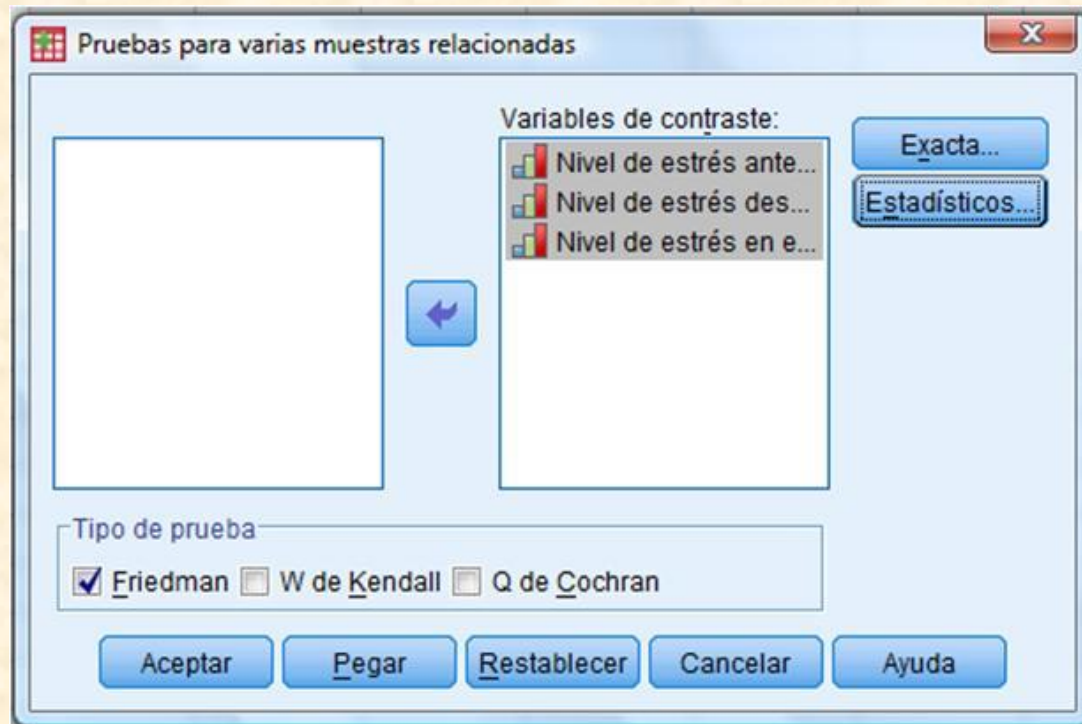 Pruebas para varias muestras relacionadas
Variables de contraste:
Nivel de estrés ante...
Nivel de estrés des...
Nivel de estrés en e...
Exacta...
Estadísticos...
Tipo de prueba
Friedman W de Kendall Q de Cochran
Aceptar Pegar Restablecer Cancelar Ayuda